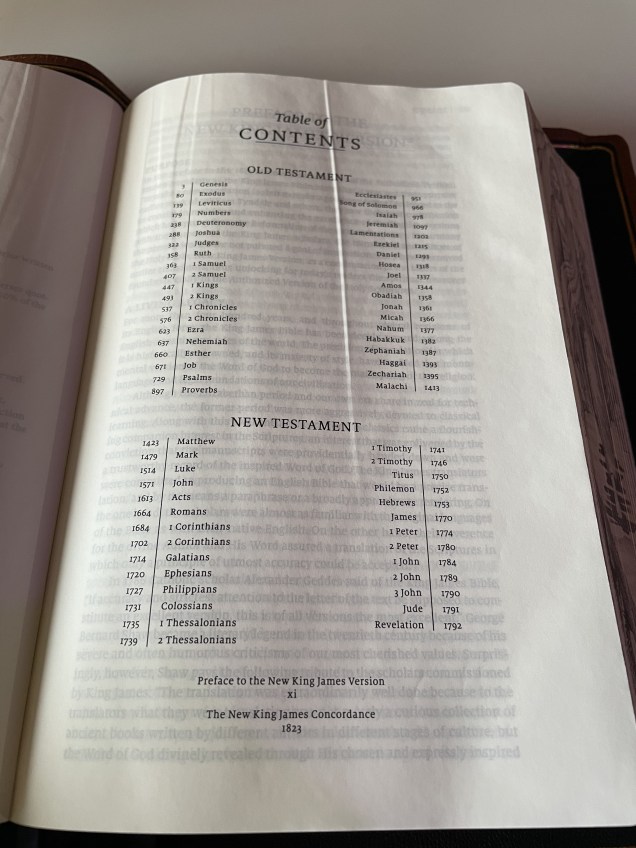 Table of
CONTENTS
OLD TESTAMENT
3 Genesis
80 Exodus
139 Leviticus
179 Numbers
238 Deuteronomy
288 Joshua
322 Judges
358 Ruth
363 1 Samuel
407 2 Samuel
447 1 Kings
493 2 Kings
537 1 Chronicles
576 2 Chronicles
623 Ezra
637 Nehemiah
660 Esther
671 Job
729 Psalms
897 Proverbs
Ecclesiastes 951
Song of Solomon 966
Isaiah 978
Jeremiah 1097
Lamentations 1202
Ezekiel 1215
Daniel 1293
Hosea 1318
Joel 1337
Amos 1344
Obadiah 1358
Jonah 1361
Micah 1366
Nahum 1377
Habakkuk 1382
Zephaniah 1387
Haggai 1393
Zechariah 1395
Malachi 1413
NEW TESTAMENT
1423 Matthew
1479 Mark
1514 Luke
1571 John
1613 Acts
1664 Romans
1684 1 Corinthians
1702 2 Corinthians
1714 Galatians
1720 Ephesians
1727 Philippians
1731 Colossians
1735 1 Thessalonians
1739 2 Thessalonians
1 Timothy 1741
2 Timothy 1746
Titus 1750
Philemon 1752
Hebrews 1753
James 1770
1 Peter 1774
2 Peter 1780
1 John 1784
2 John 1789
3 John 1790
Jude 1791
Revelation 1792
Preface to the New King James Version
xi
The New King James Concordance
1823